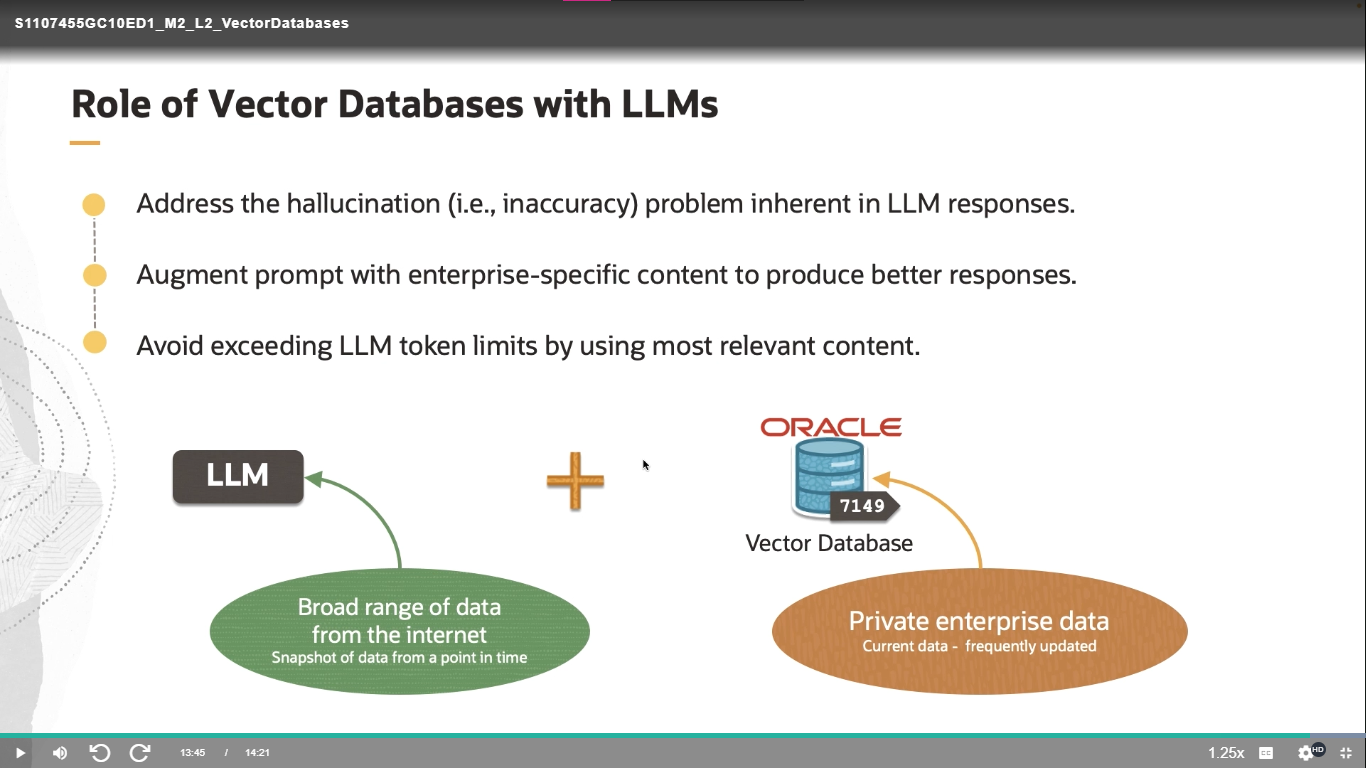 S1107455GC10ED1_M2_L2_VectorDatabases
Role of Vector Databases with LLMs
Address the hallucination (i.e., inaccuracy) problem inherent in LLM responses.
Augment prompt with enterprise-specific content to produce better responses.
Avoid exceeding LLM token limits by using most relevant content.
LLM
ORACLE
7149
Vector Database
Broad range of data
from the internet
Snapshot of data from a point in time
Private enterprise data
Current data - frequently updated
13:45 / 14:21
1.25x
CC
HD